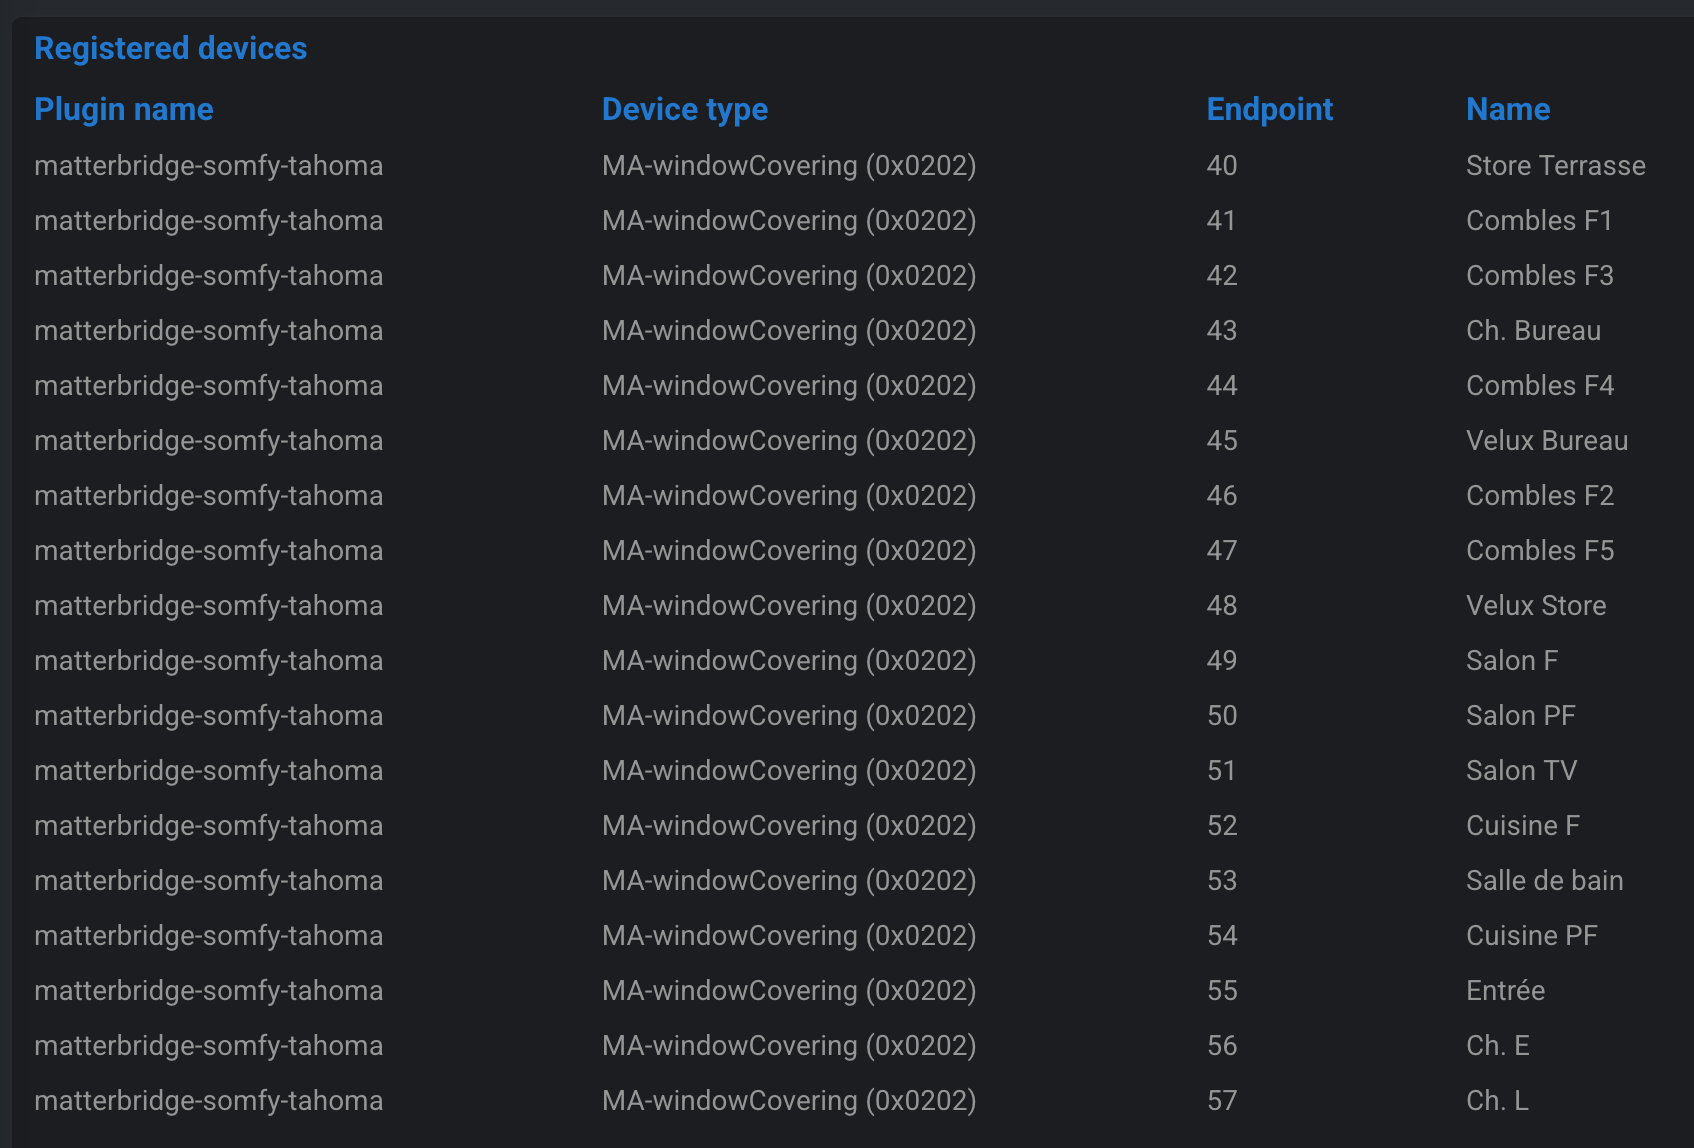 Registered devices
Plugin name Device type Endpoint Name
matterbridge-somfy-tahoma MA-windowCovering (0x0202) 40 Store Terrasse
matterbridge-somfy-tahoma MA-windowCovering (0x0202) 41 Combles F1
matterbridge-somfy-tahoma MA-windowCovering (0x0202) 42 Combles F3
matterbridge-somfy-tahoma MA-windowCovering (0x0202) 43 Ch. Bureau
matterbridge-somfy-tahoma MA-windowCovering (0x0202) 44 Combles F4
matterbridge-somfy-tahoma MA-windowCovering (0x0202) 45 Velux Bureau
matterbridge-somfy-tahoma MA-windowCovering (0x0202) 46 Combles F2
matterbridge-somfy-tahoma MA-windowCovering (0x0202) 47 Combles F5
matterbridge-somfy-tahoma MA-windowCovering (0x0202) 48 Velux Store
matterbridge-somfy-tahoma MA-windowCovering (0x0202) 49 Salon F
matterbridge-somfy-tahoma MA-windowCovering (0x0202) 50 Salon PF
matterbridge-somfy-tahoma MA-windowCovering (0x0202) 51 Salon TV
matterbridge-somfy-tahoma MA-windowCovering (0x0202) 52 Cuisine F
matterbridge-somfy-tahoma MA-windowCovering (0x0202) 53 Salle de bain
matterbridge-somfy-tahoma MA-windowCovering (0x0202) 54 Cuisine PF
matterbridge-somfy-tahoma MA-windowCovering (0x0202) 55 Entrée
matterbridge-somfy-tahoma MA-windowCovering (0x0202) 56 Ch. E
matterbridge-somfy-tahoma MA-windowCovering (0x0202) 57 Ch. L